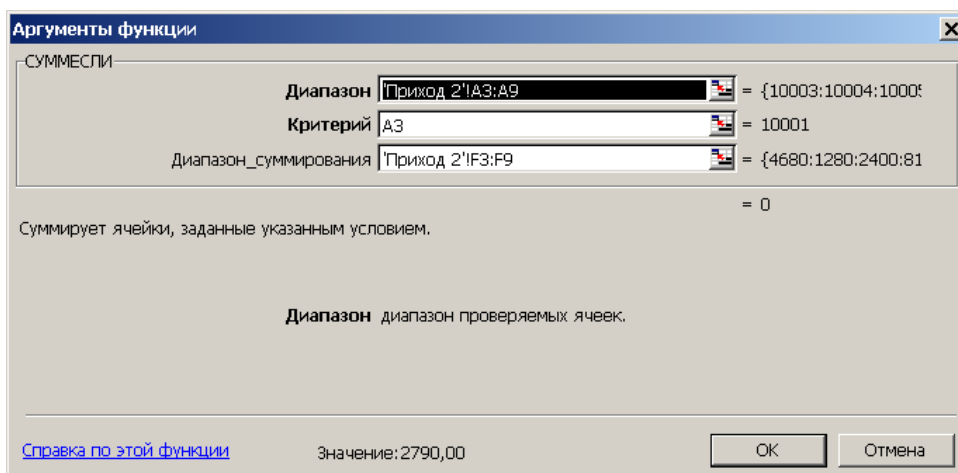 Аргументы функции
СУММЕСЛИ
Диапазон 'Приход 2'!A3:A9 = {10003:10004:10005
Критерий A3 = 10001
Диапазон_суммирования 'Приход 2'!F3:F9 = {4680:1280:2400:81
= 0
Суммирует ячейки, заданные указанным условием.
Диапазон диапазон проверяемых ячеек.
Справка по этой функции Значение:2790,00 ОК Отмена